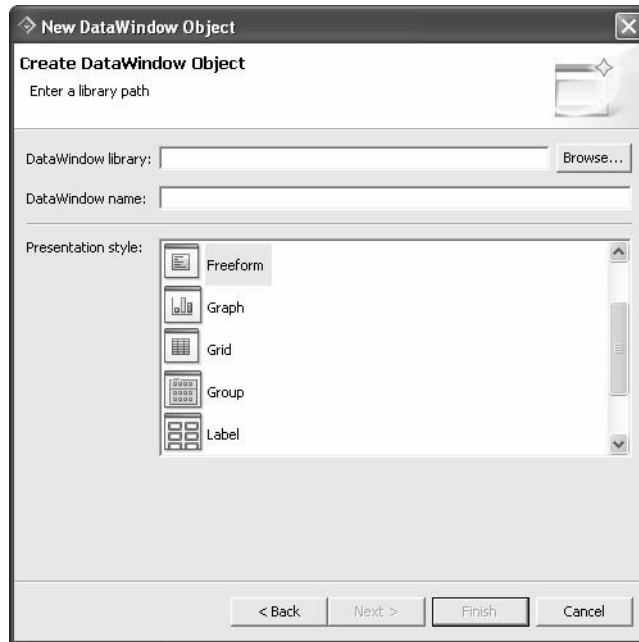 New DataWindow Object
Create DataWindow Object
Enter a library path
DataWindow library:
Browse...
DataWindow name:
Presentation style:
Freeform
Graph
Grid
Group
Label
< Back
Next >
Finish
Cancel